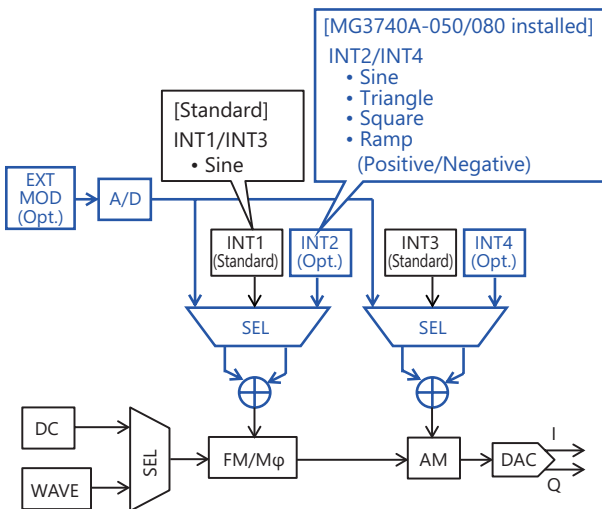 [MG3740A-050/080 installed]
INT2/INT4
• Sine
• Triangle
• Square
• Ramp
(Positive/Negative)
[Standard]
INT1/INT3
• Sine
EXT
MOD
(Opt.)
A/D
INT1
(Standard)
INT2
(Opt.)
INT3
(Standard)
INT4
(Opt.)
SEL
SEL
DC
WAVE
SEL
FM/Mφ
AM
DAC
I
Q